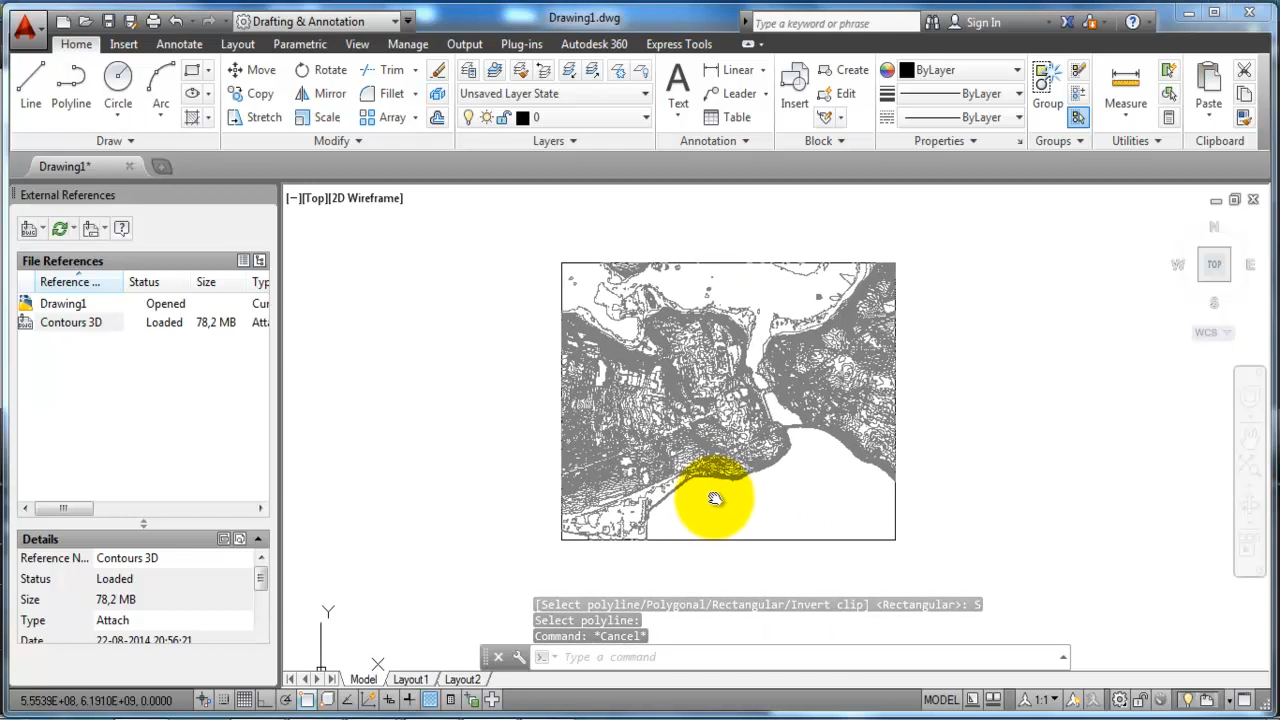 Drafting & Annotation
Drawing1.dwg
Type a keyword or phrase
Sign In
Home
Insert
Annotate
Layout
Parametric
View
Manage
Output
Plug-ins
Autodesk 360
Express Tools
Line
Polyline
Circle
Arc
Move
Rotate
Trim
Copy
Mirror
Fillet
Stretch
Scale
Array
Unsaved Layer State
0
Text
Linear
Leader
Table
Insert
Create
Edit
ByLayer
ByLayer
ByLayer
Group
Measure
Paste
Draw
Modify
Layers
Annotation
Block
Properties
Groups
Utilities
Clipboard
Drawing1*
External References
[−][Top][2D Wireframe]
File References
Reference ...
Status
Size
Typ
Drawing1
Opened
Cur
Contours 3D
Loaded
78,2 MB
Atta
N
W
TOP
E
S
WCS
Details
Reference N...
Contours 3D
Status
Loaded
Size
78,2 MB
Type
Attach
Date
22-08-2014 20:56:21
Y
X
[Select polyline/Polygonal/Rectangular/Invert clip] <Rectangular>: S
Select polyline:
Command: *Cancel*
Type a command
Model
Layout1
Layout2
5.5539E+08, 6.1910E+09, 0.0000
MODEL
1:1